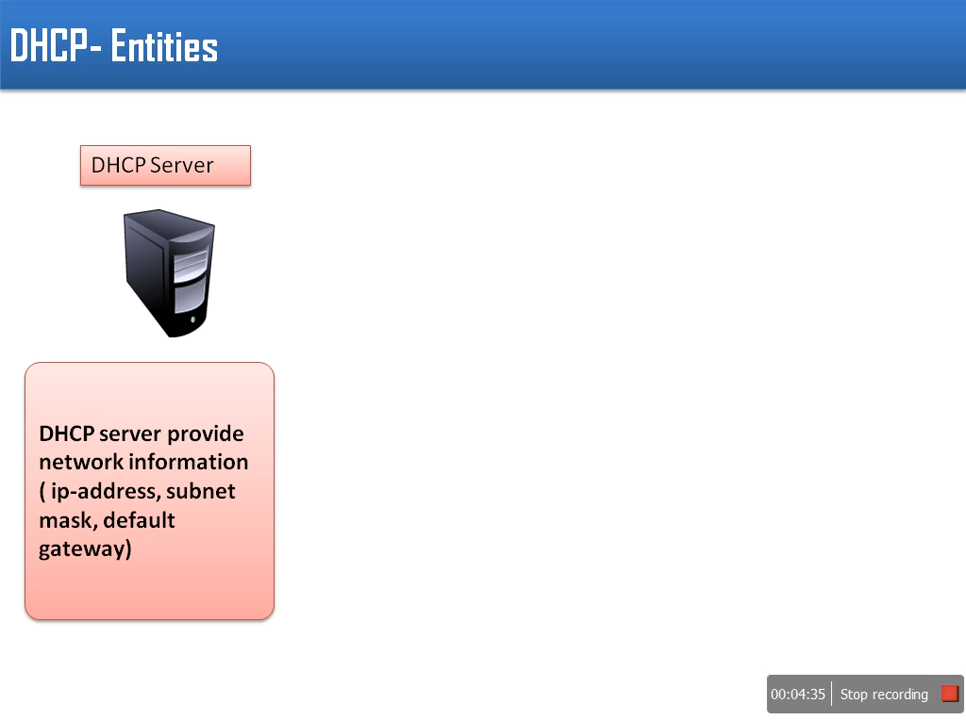 DHCP- Entities
DHCP Server
DHCP server provide
network information
( ip-address, subnet
mask, default
gateway)
00:04:35 Stop recording